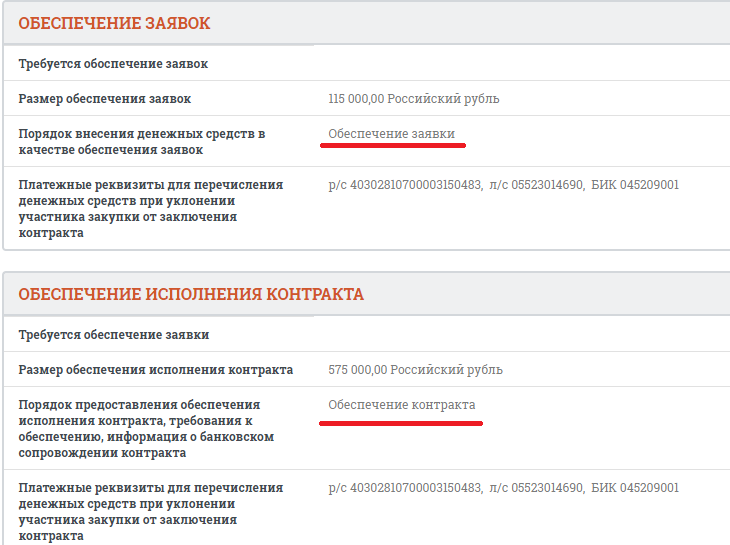 ОБЕСПЕЧЕНИЕ ЗАЯВОК
Требуется обоспечение заявок
Размер обеспечения заявок 115 000,00 Российский рубль
Порядок внесения денежных средств в Обеспечение заявки
качестве обеспечения заявок
Платежные реквизиты для перечисления р/с 40302810700003150483, л/с 05523014690, БИК 045209001
денежных средств при уклонении
участника закупки от заключения
контракта
ОБЕСПЕЧЕНИЕ ИСПОЛНЕНИЯ КОНТРАКТА
Требуется обеспечение заявки
Размер обеспечения исполнения контракта 575 000,00 Российский рубль
Порядок предоставления обеспечения Обеспечение контракта
исполнения контракта, требования к
обеспечению, информация о банковском
сопровождении контракта
Платежные реквизиты для перечисления р/с 40302810700003150483, л/с 05523014690, БИК 045209001
денежных средств при уклонении
участника закупки от заключения
контракта